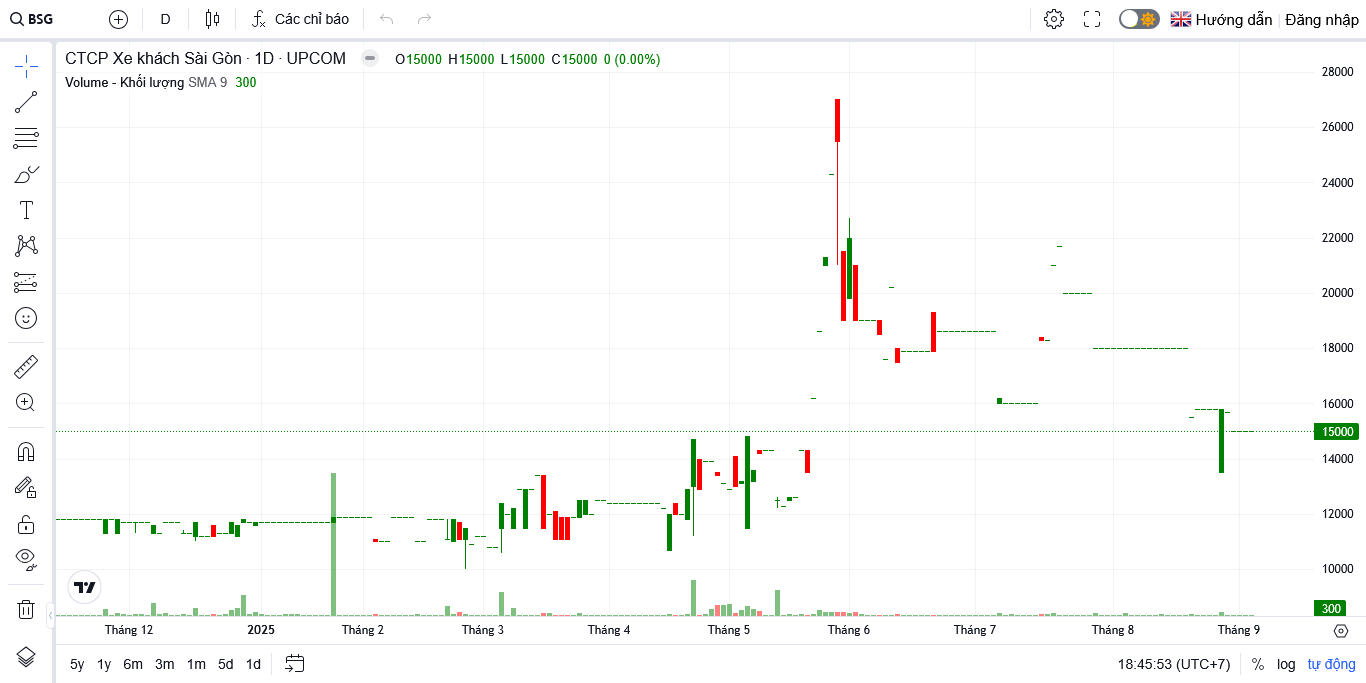 BSG D Các chỉ báo Hướng dẫn Đăng nhập
CTCP Xe khách Sài Gòn · 1D · UPCOM O15000 H15000 L15000 C15000 0 (0.00%)
Volume - Khối lượng SMA 9 300
28000
26000
24000
22000
20000
18000
16000
15000
14000
12000
10000
300
Tháng 12 2025 Tháng 2 Tháng 3 Tháng 4 Tháng 5 Tháng 6 Tháng 7 Tháng 8 Tháng 9
5y 1y 6m 3m 1m 5d 1d 18:45:53 (UTC+7) % log tự động